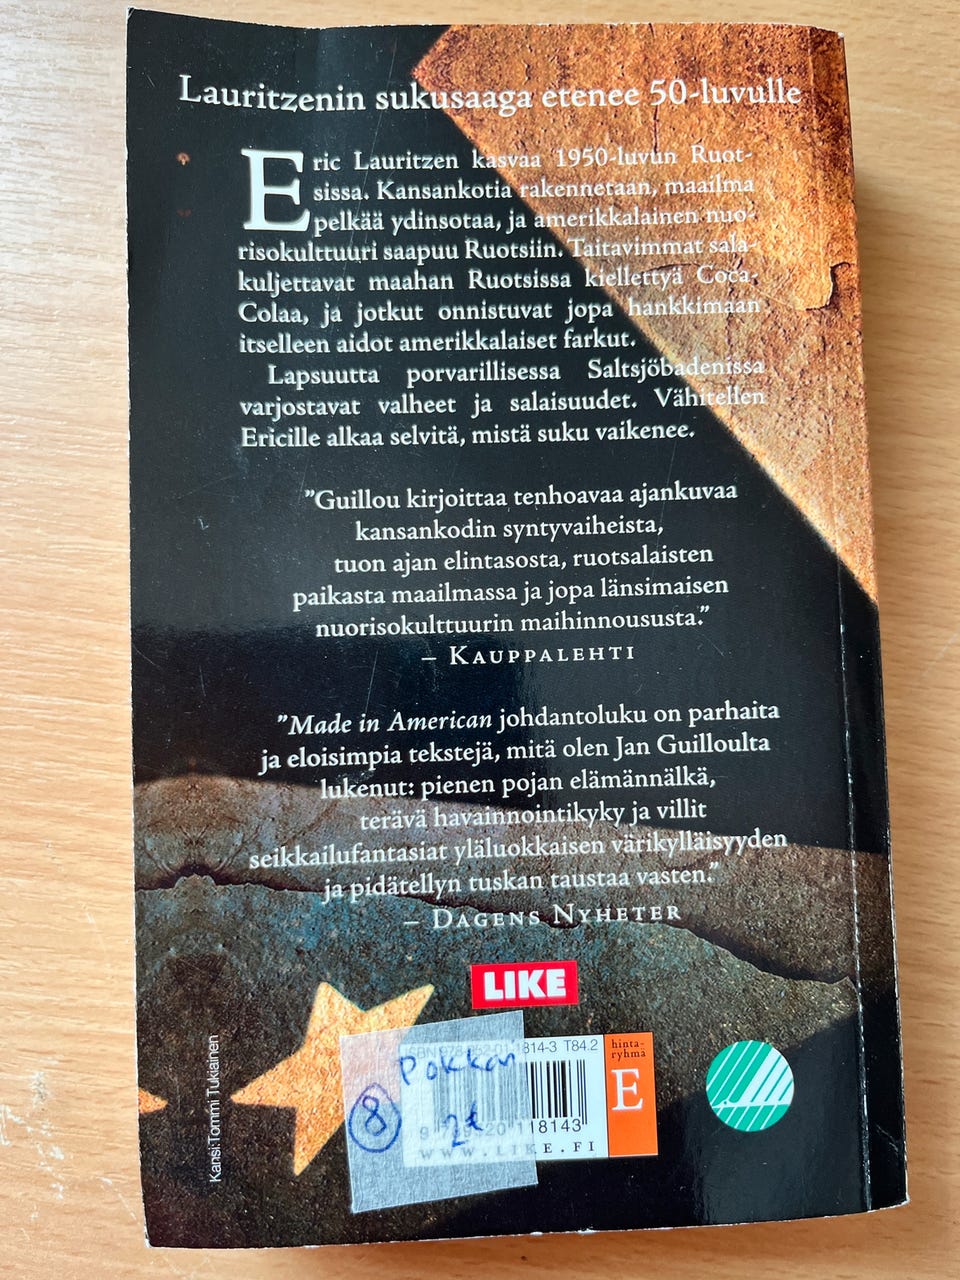 Lauritzenin sukusaaga etenee 50-luvulle
Eric Lauritzen kasvaa 1950-luvun Ruot-
sissa. Kansankotia rakennetaan, maailma
pelkää ydinsotaa, ja amerikkalainen nuo-
risokulttuuri saapuu Ruotsiin. Taitavimmat sala-
kuljettavat maahan Ruotsissa kiellettyä Coca-
Colaa, ja jotkut onnistuvat jopa hankkimaan
itselleen aidot amerikkalaiset farkut.
Lapsuutta porvarillisessa Saltsjöbadenissa
varjostavat valheet ja salaisuudet. Vähitellen
Ericille alkaa selvitä, mistä suku vaikenee.
”Guillou kirjoittaa tenhoavaa ajankuvaa
kansankodin syntyvaiheista,
tuon ajan elintasosta, ruotsalaisten
paikasta maailmassa ja jopa länsimaisen
nuorisokulttuurin maihinnoususta.”
– KAUPPALEHTI
”Made in American johdantoluku on parhaita
ja eloisimpia tekstejä, mitä olen Jan Guilloulta
lukenut: pienen pojan elämännälkä,
terävä havainnointikyky ja villit
seikkailufantasiat yläluokkaisen värikylläisyyden
ja pidätellyn tuskan taustaa vasten.”
– DAGENS NYHETER
LIKE
Kansi:Tommi Tukiainen
1814-3 T84.2
Pokkari
8
2€
118143
WWW.LIKE.FI
hinta-
ryhmä
E